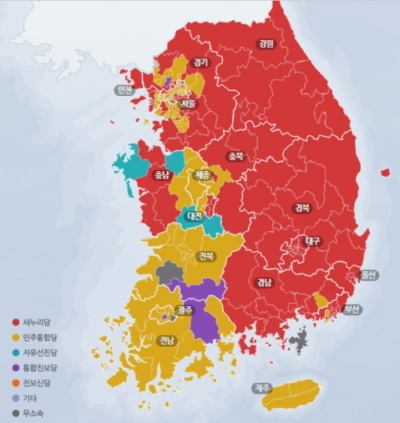 강원
경기
인천
서울
충북
충남
세종
경북
대전
대구
전북
울산
경남
부산
광주
전남
제주
새누리당
민주통합당
자유선진당
통합진보당
진보신당
기타
무소속